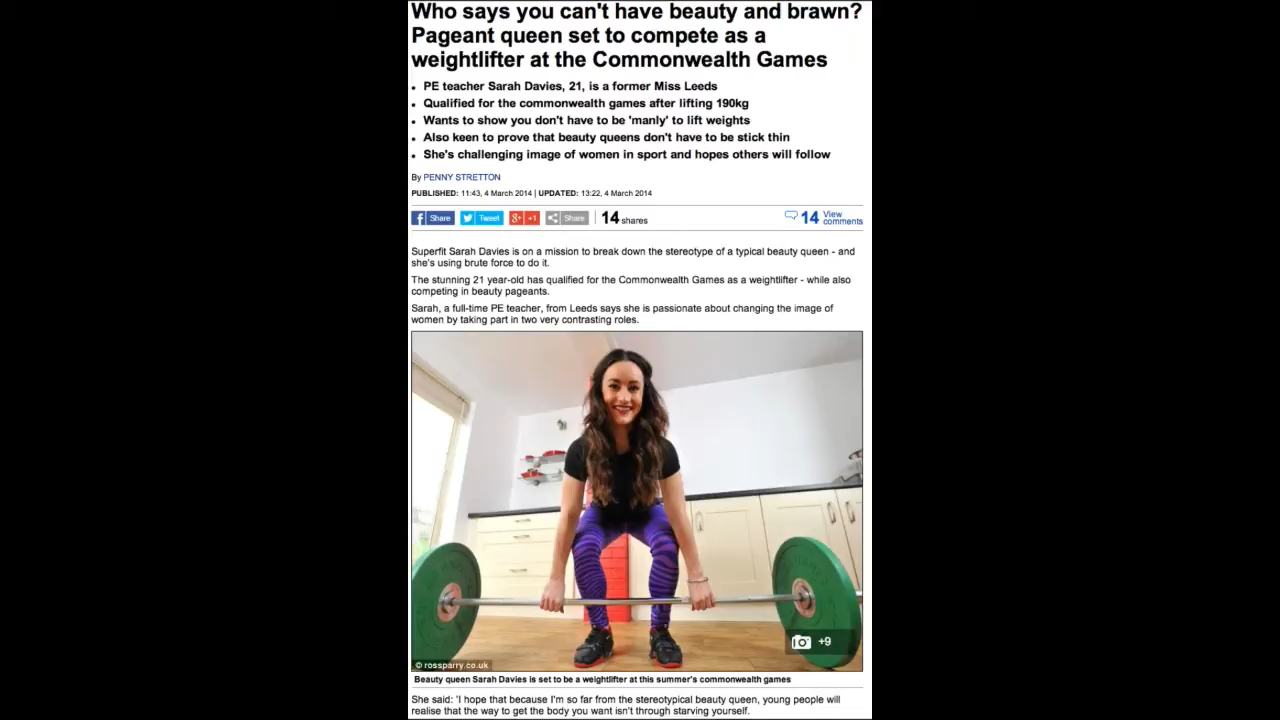 Who says you can't have beauty and brawn?
Pageant queen set to compete as a
weightlifter at the Commonwealth Games
• PE teacher Sarah Davies, 21, is a former Miss Leeds
• Qualified for the commonwealth games after lifting 190kg
• Wants to show you don't have to be 'manly' to lift weights
• Also keen to prove that beauty queens don't have to be stick thin
• She's challenging image of women in sport and hopes others will follow
By PENNY STRETTON
PUBLISHED: 11:43, 4 March 2014 | UPDATED: 13:22, 4 March 2014
f Share Tweet g+ +1 Share 14 shares 14 View comments
Superfit Sarah Davies is on a mission to break down the stereotype of a typical beauty queen - and
she's using brute force to do it.
The stunning 21 year-old has qualified for the Commonwealth Games as a weightlifter - while also
competing in beauty pageants.
Sarah, a full-time PE teacher, from Leeds says she is passionate about changing the image of
women by taking part in two very contrasting roles.
+9
© rossparry.co.uk
Beauty queen Sarah Davies is set to be a weightlifter at this summer's commonwealth games
She said: 'I hope that because I'm so far from the stereotypical beauty queen, young people will
realise that the way to get the body you want isn't through starving yourself.